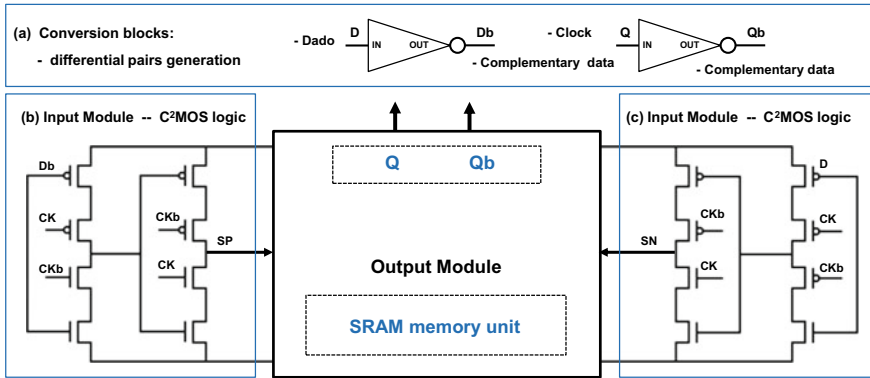 (a) Conversion blocks:
- differential pairs generation
- Dado
D
IN
OUT
Db
- Complementary data
- Clock
Q
IN
OUT
Qb
- Complementary data
(b) Input Module -- C²MOS logic
Db
CK
CKb
CKb
CK
SP
Q Qb
Output Module
SRAM memory unit
(c) Input Module -- C²MOS logic
SN
CKb
CK
D
CK
CKb